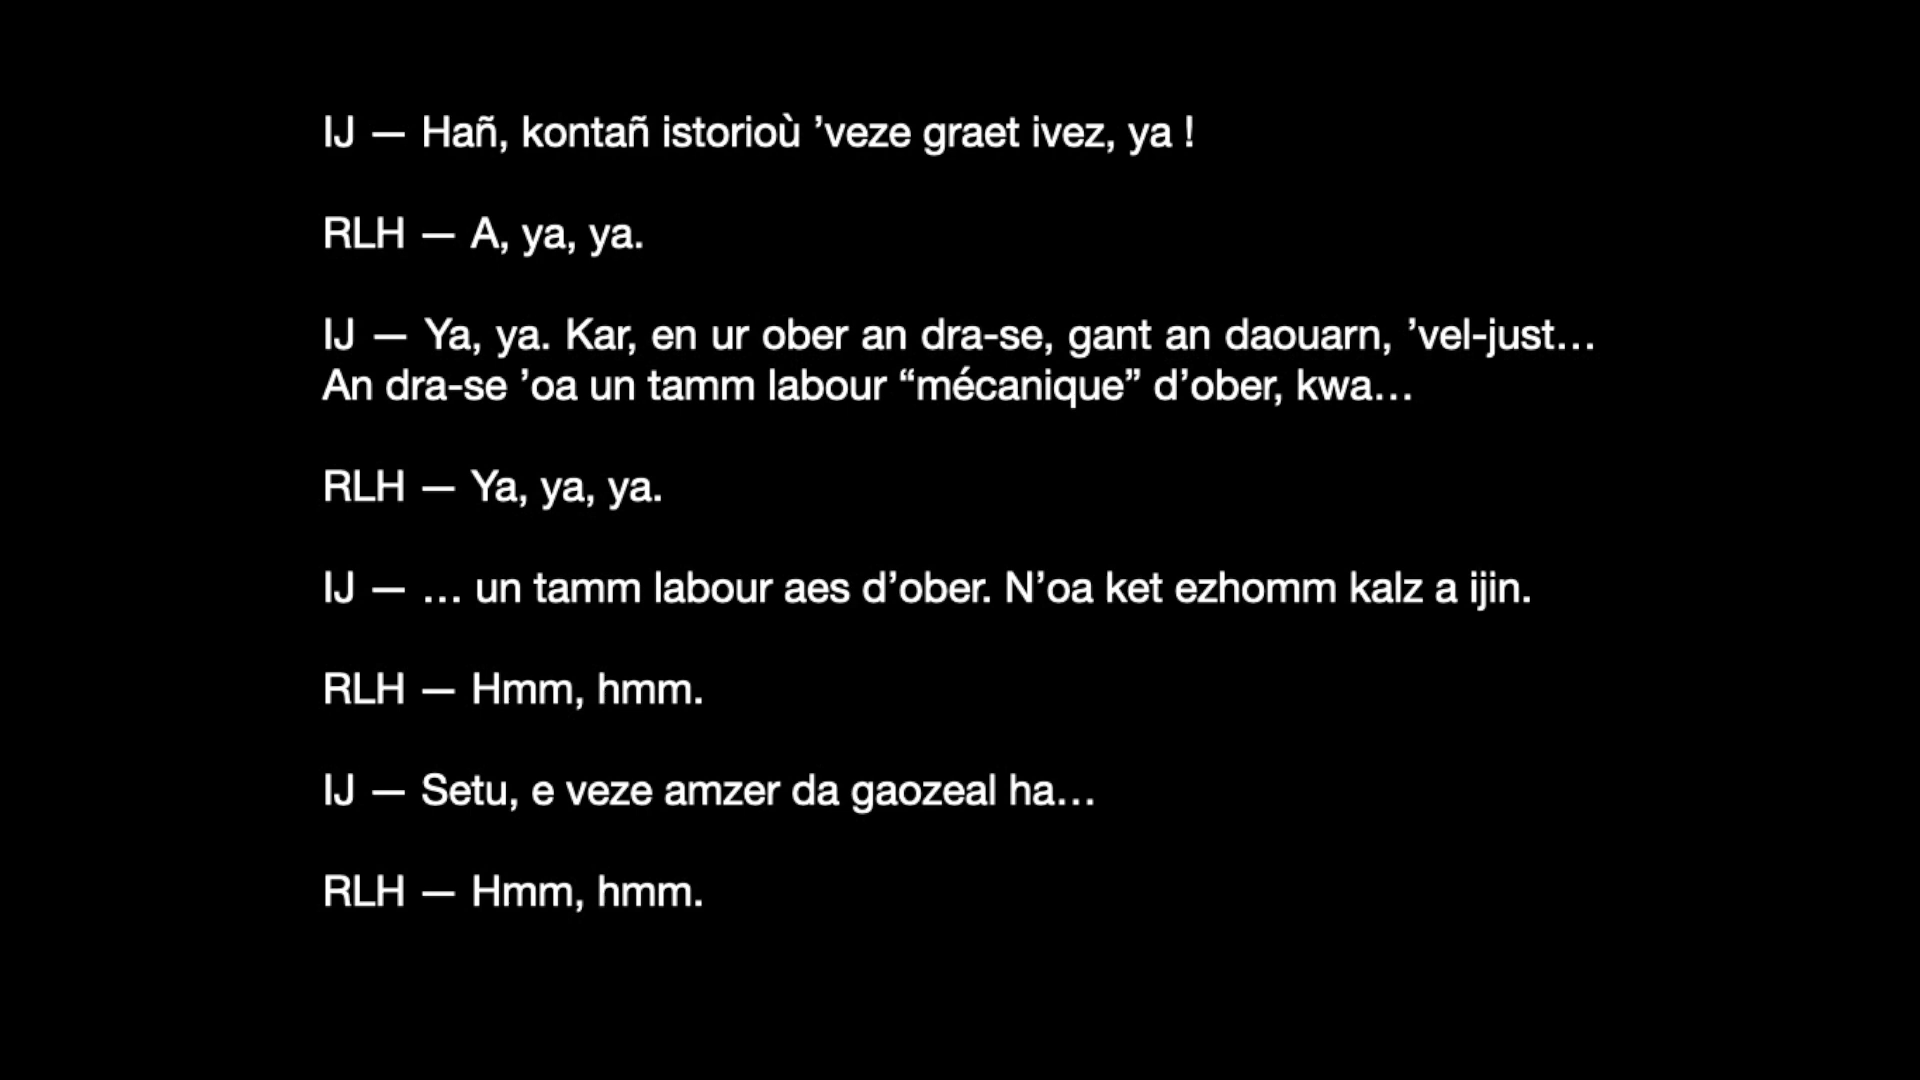 IJ — Hañ, kontañ istorioù ’veze graet ivez, ya !
RLH — A, ya, ya.
IJ — Ya, ya. Kar, en ur ober an dra-se, gant an daouarn, ’vel-just…
An dra-se ’oa un tamm labour “mécanique” d’ober, kwa…
RLH — Ya, ya, ya.
IJ — … un tamm labour aes d’ober. N’oa ket ezhomm kalz a ijin.
RLH — Hmm, hmm.
IJ — Setu, e veze amzer da gaozeal ha…
RLH — Hmm, hmm.